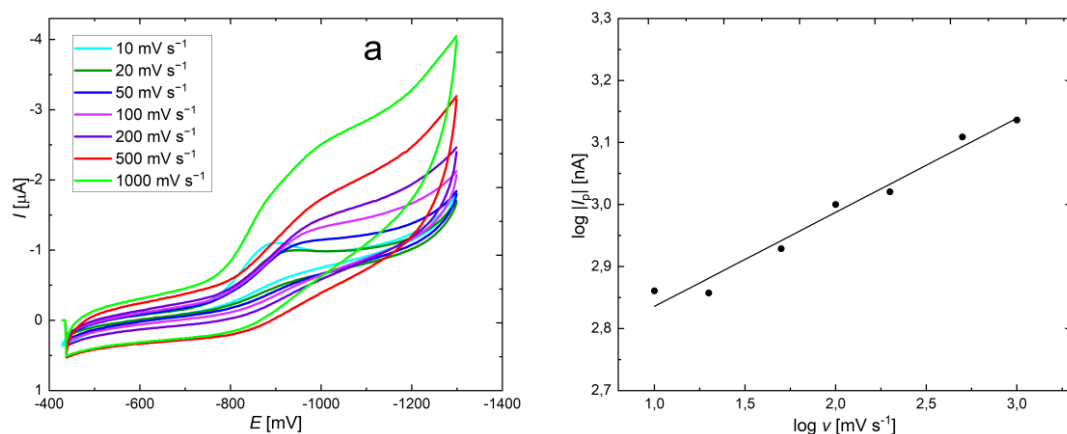 a
10 mV s⁻¹
20 mV s⁻¹
50 mV s⁻¹
100 mV s⁻¹
200 mV s⁻¹
500 mV s⁻¹
1000 mV s⁻¹
-4
-3
-2
-1
0
1
I [µA]
-400
-600
-800
-1000
-1200
-1400
E [mV]
3,3
3,2
3,1
3,0
2,9
2,8
2,7
log |Iₚ| [nA]
1,0
1,5
2,0
2,5
3,0
log v [mV s⁻¹]